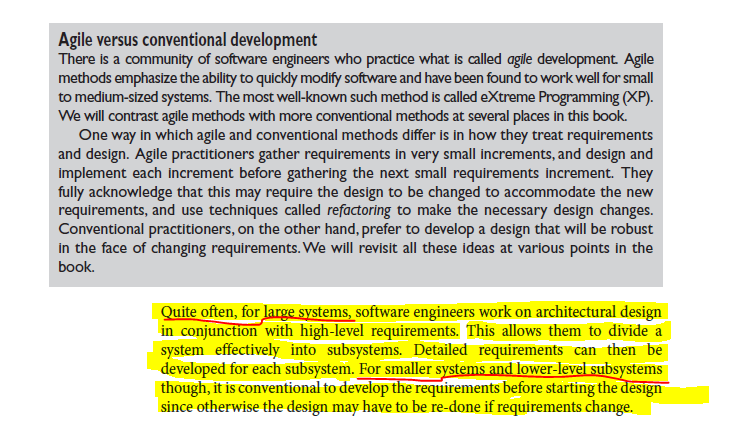 Agile versus conventional development
There is a community of software engineers who practice what is called agile development. Agile
methods emphasize the ability to quickly modify software and have been found to work well for small
to medium-sized systems. The most well-known such method is called eXtreme Programming (XP).
We will contrast agile methods with more conventional methods at several places in this book.
One way in which agile and conventional methods differ is in how they treat requirements
and design. Agile practitioners gather requirements in very small increments, and design and
implement each increment before gathering the next small requirements increment. They
fully acknowledge that this may require the design to be changed to accommodate the new
requirements, and use techniques called refactoring to make the necessary design changes.
Conventional practitioners, on the other hand, prefer to develop a design that will be robust
in the face of changing requirements. We will revisit all these ideas at various points in the
book.
Quite often, for large systems, software engineers work on architectural design
in conjunction with high-level requirements. This allows them to divide a
system effectively into subsystems. Detailed requirements can then be
developed for each subsystem. For smaller systems and lower-level subsystems
though, it is conventional to develop the requirements before starting the design
since otherwise the design may have to be re-done if requirements change.